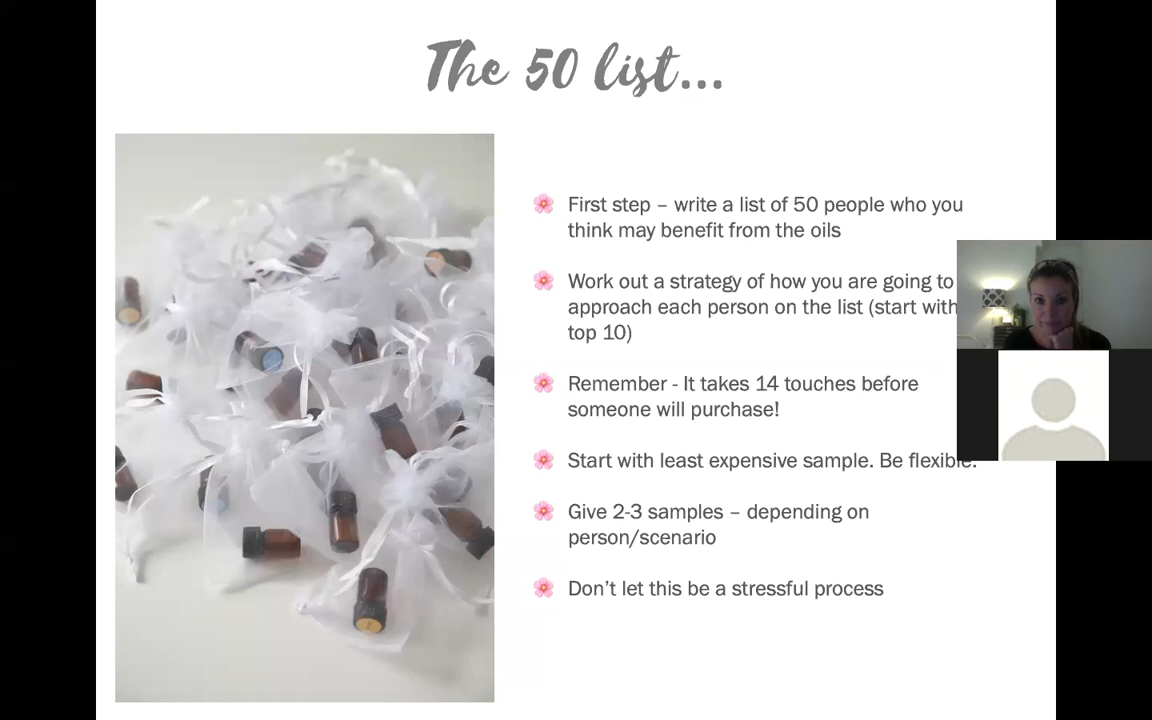 The 50 list...
First step – write a list of 50 people who you
think may benefit from the oils
Work out a strategy of how you are going to
approach each person on the list (start with
top 10)
Remember - It takes 14 touches before
someone will purchase!
Start with least expensive sample. Be flexible.
Give 2-3 samples – depending on
person/scenario
Don’t let this be a stressful process